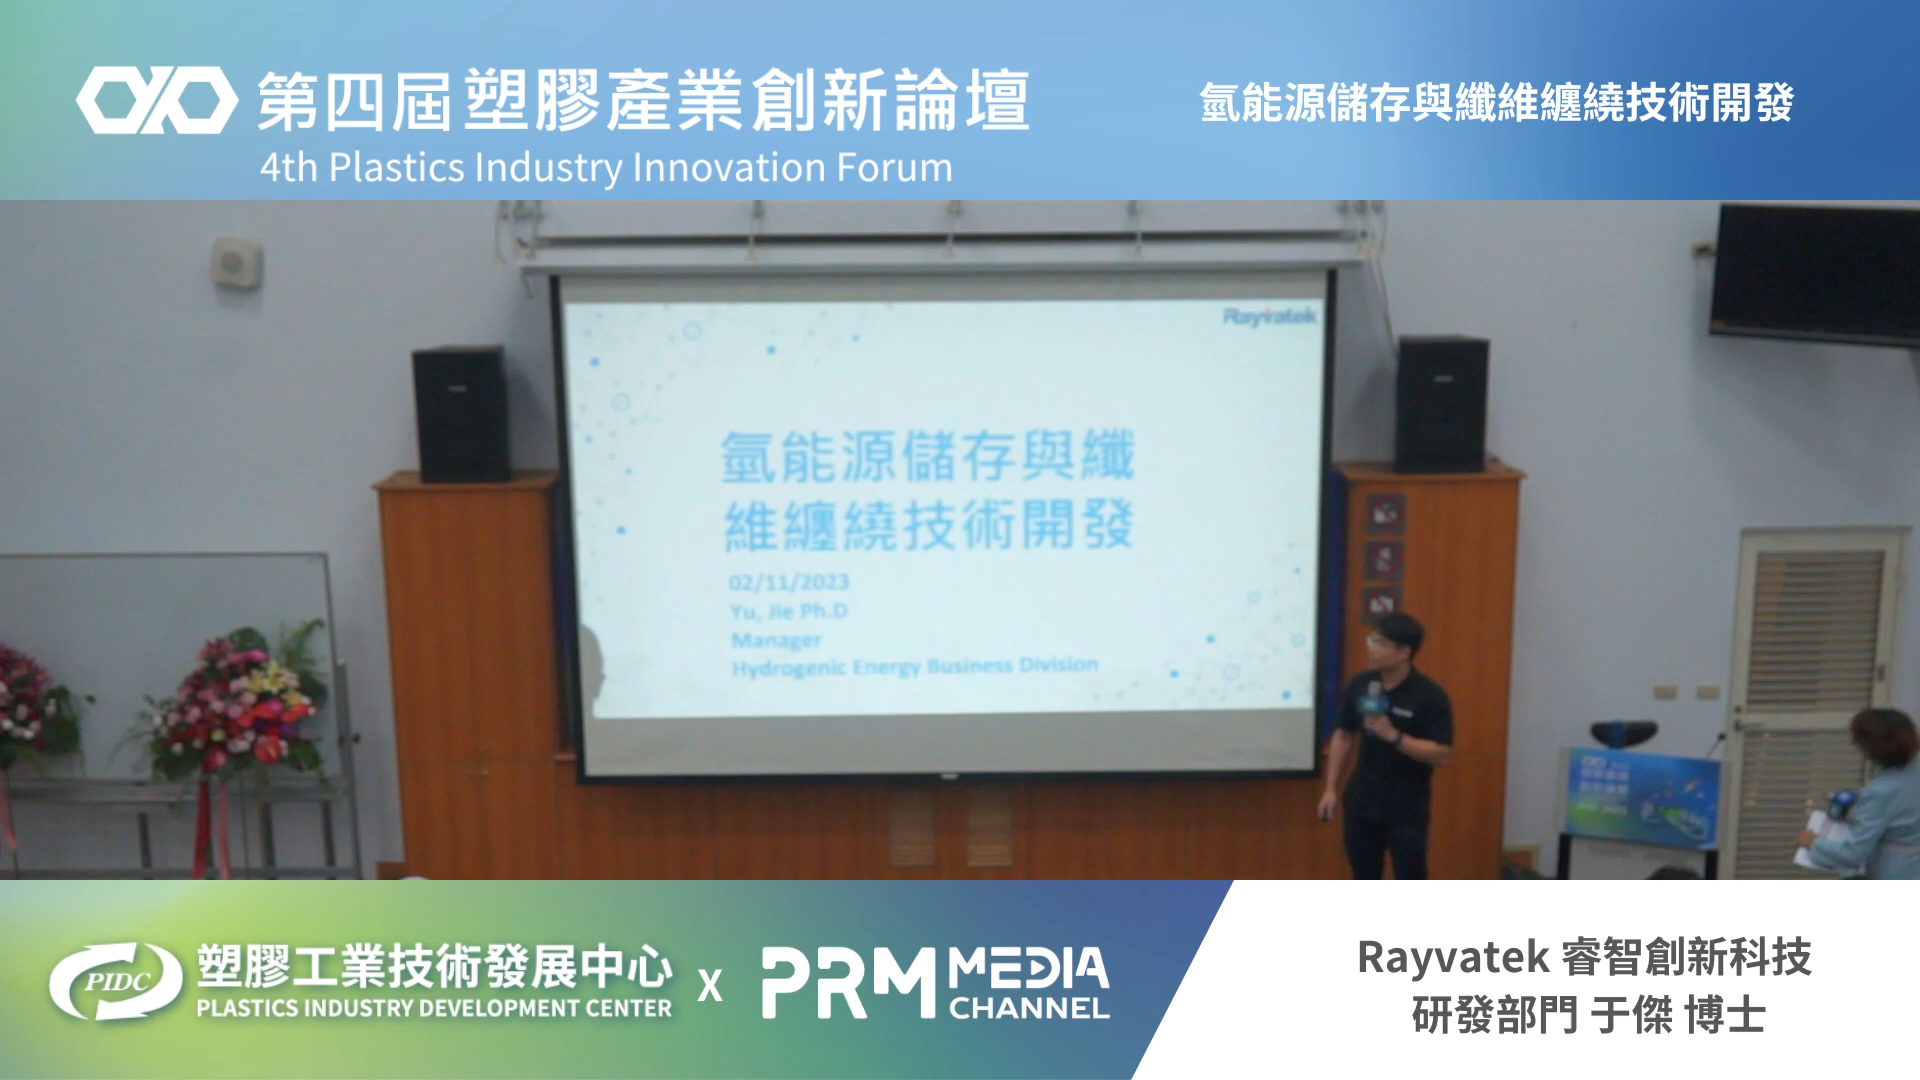 第四屆塑膠產業創新論壇
4th Plastics Industry Innovation Forum
氫能源儲存與纖維纏繞技術開發
Rayvatek
氫能源儲存與纖
維纏繞技術開發
02/11/2023
Yu, Jie Ph.D
Manager
Hydrogenic Energy Business Division
PIDC
塑膠工業技術發展中心
PLASTICS INDUSTRY DEVELOPMENT CENTER
X
PRM MEDIA
CHANNEL
Rayvatek 睿智創新科技
研發部門 于傑 博士